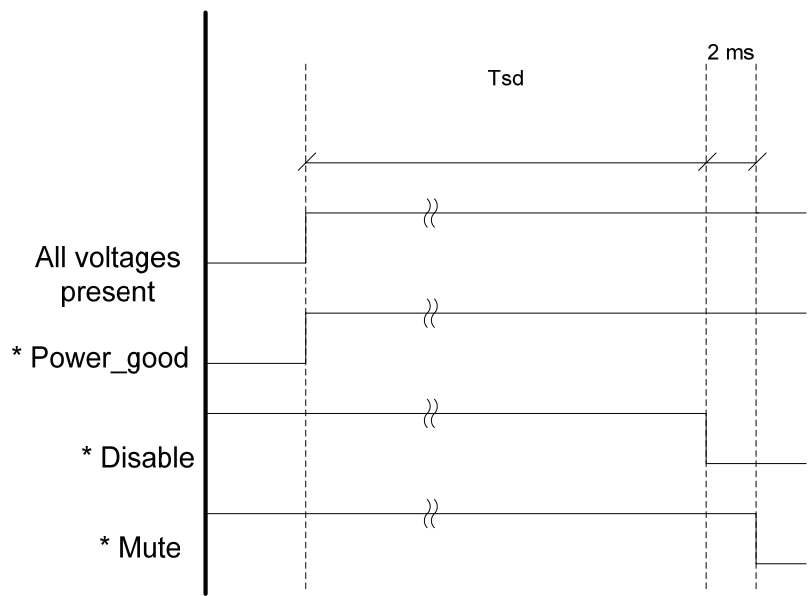 2 ms
Tsd
All voltages
present
* Power_good
* Disable
* Mute